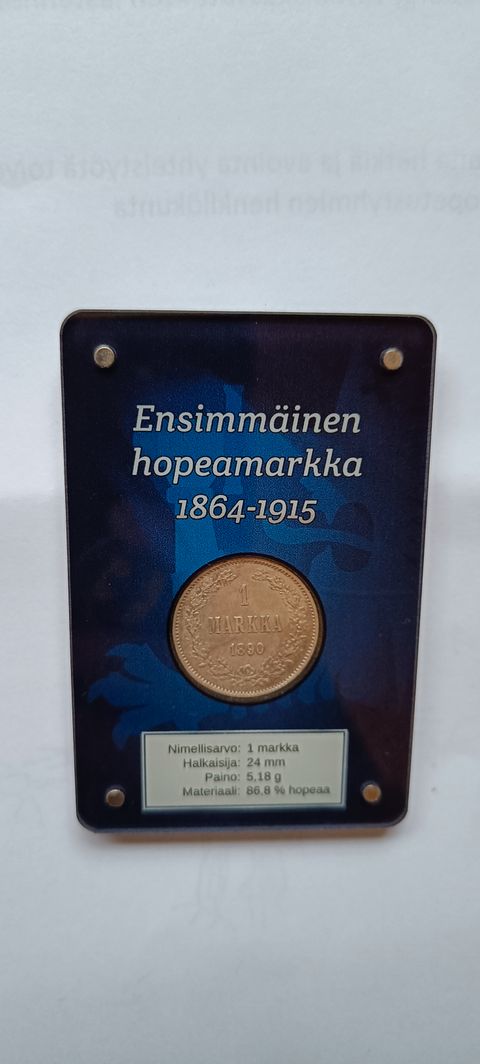 Ensimmäinen
hopeamarkka
1864-1915
1
MARKKA
1890
Nimellisarvo: 1 markka
Halkaisija: 24 mm
Paino: 5,18 g
Materiaali: 86,8 % hopeaa